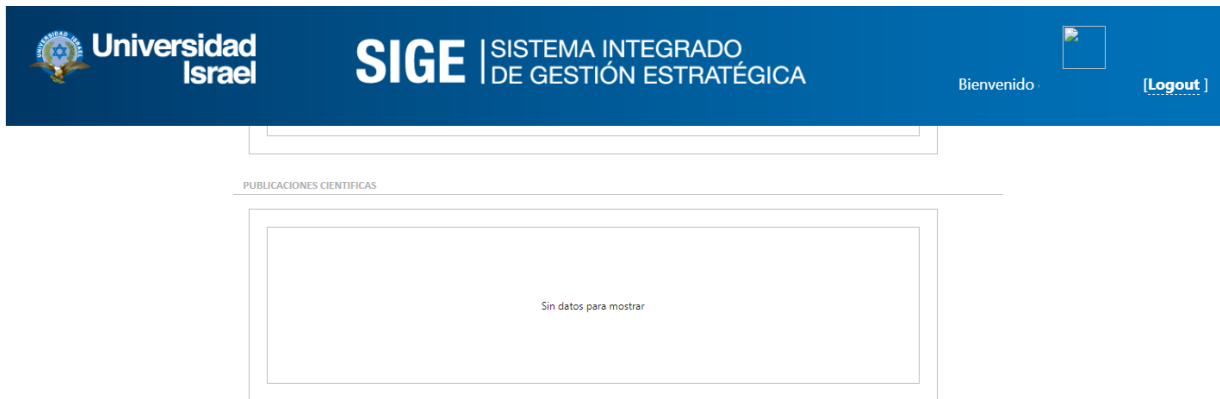 Universidad
Israel
SIGE
SISTEMA INTEGRADO
DE GESTIÓN ESTRATÉGICA
Bienvenido
[Logout ]
PUBLICACIONES CIENTIFICAS
Sin datos para mostrar